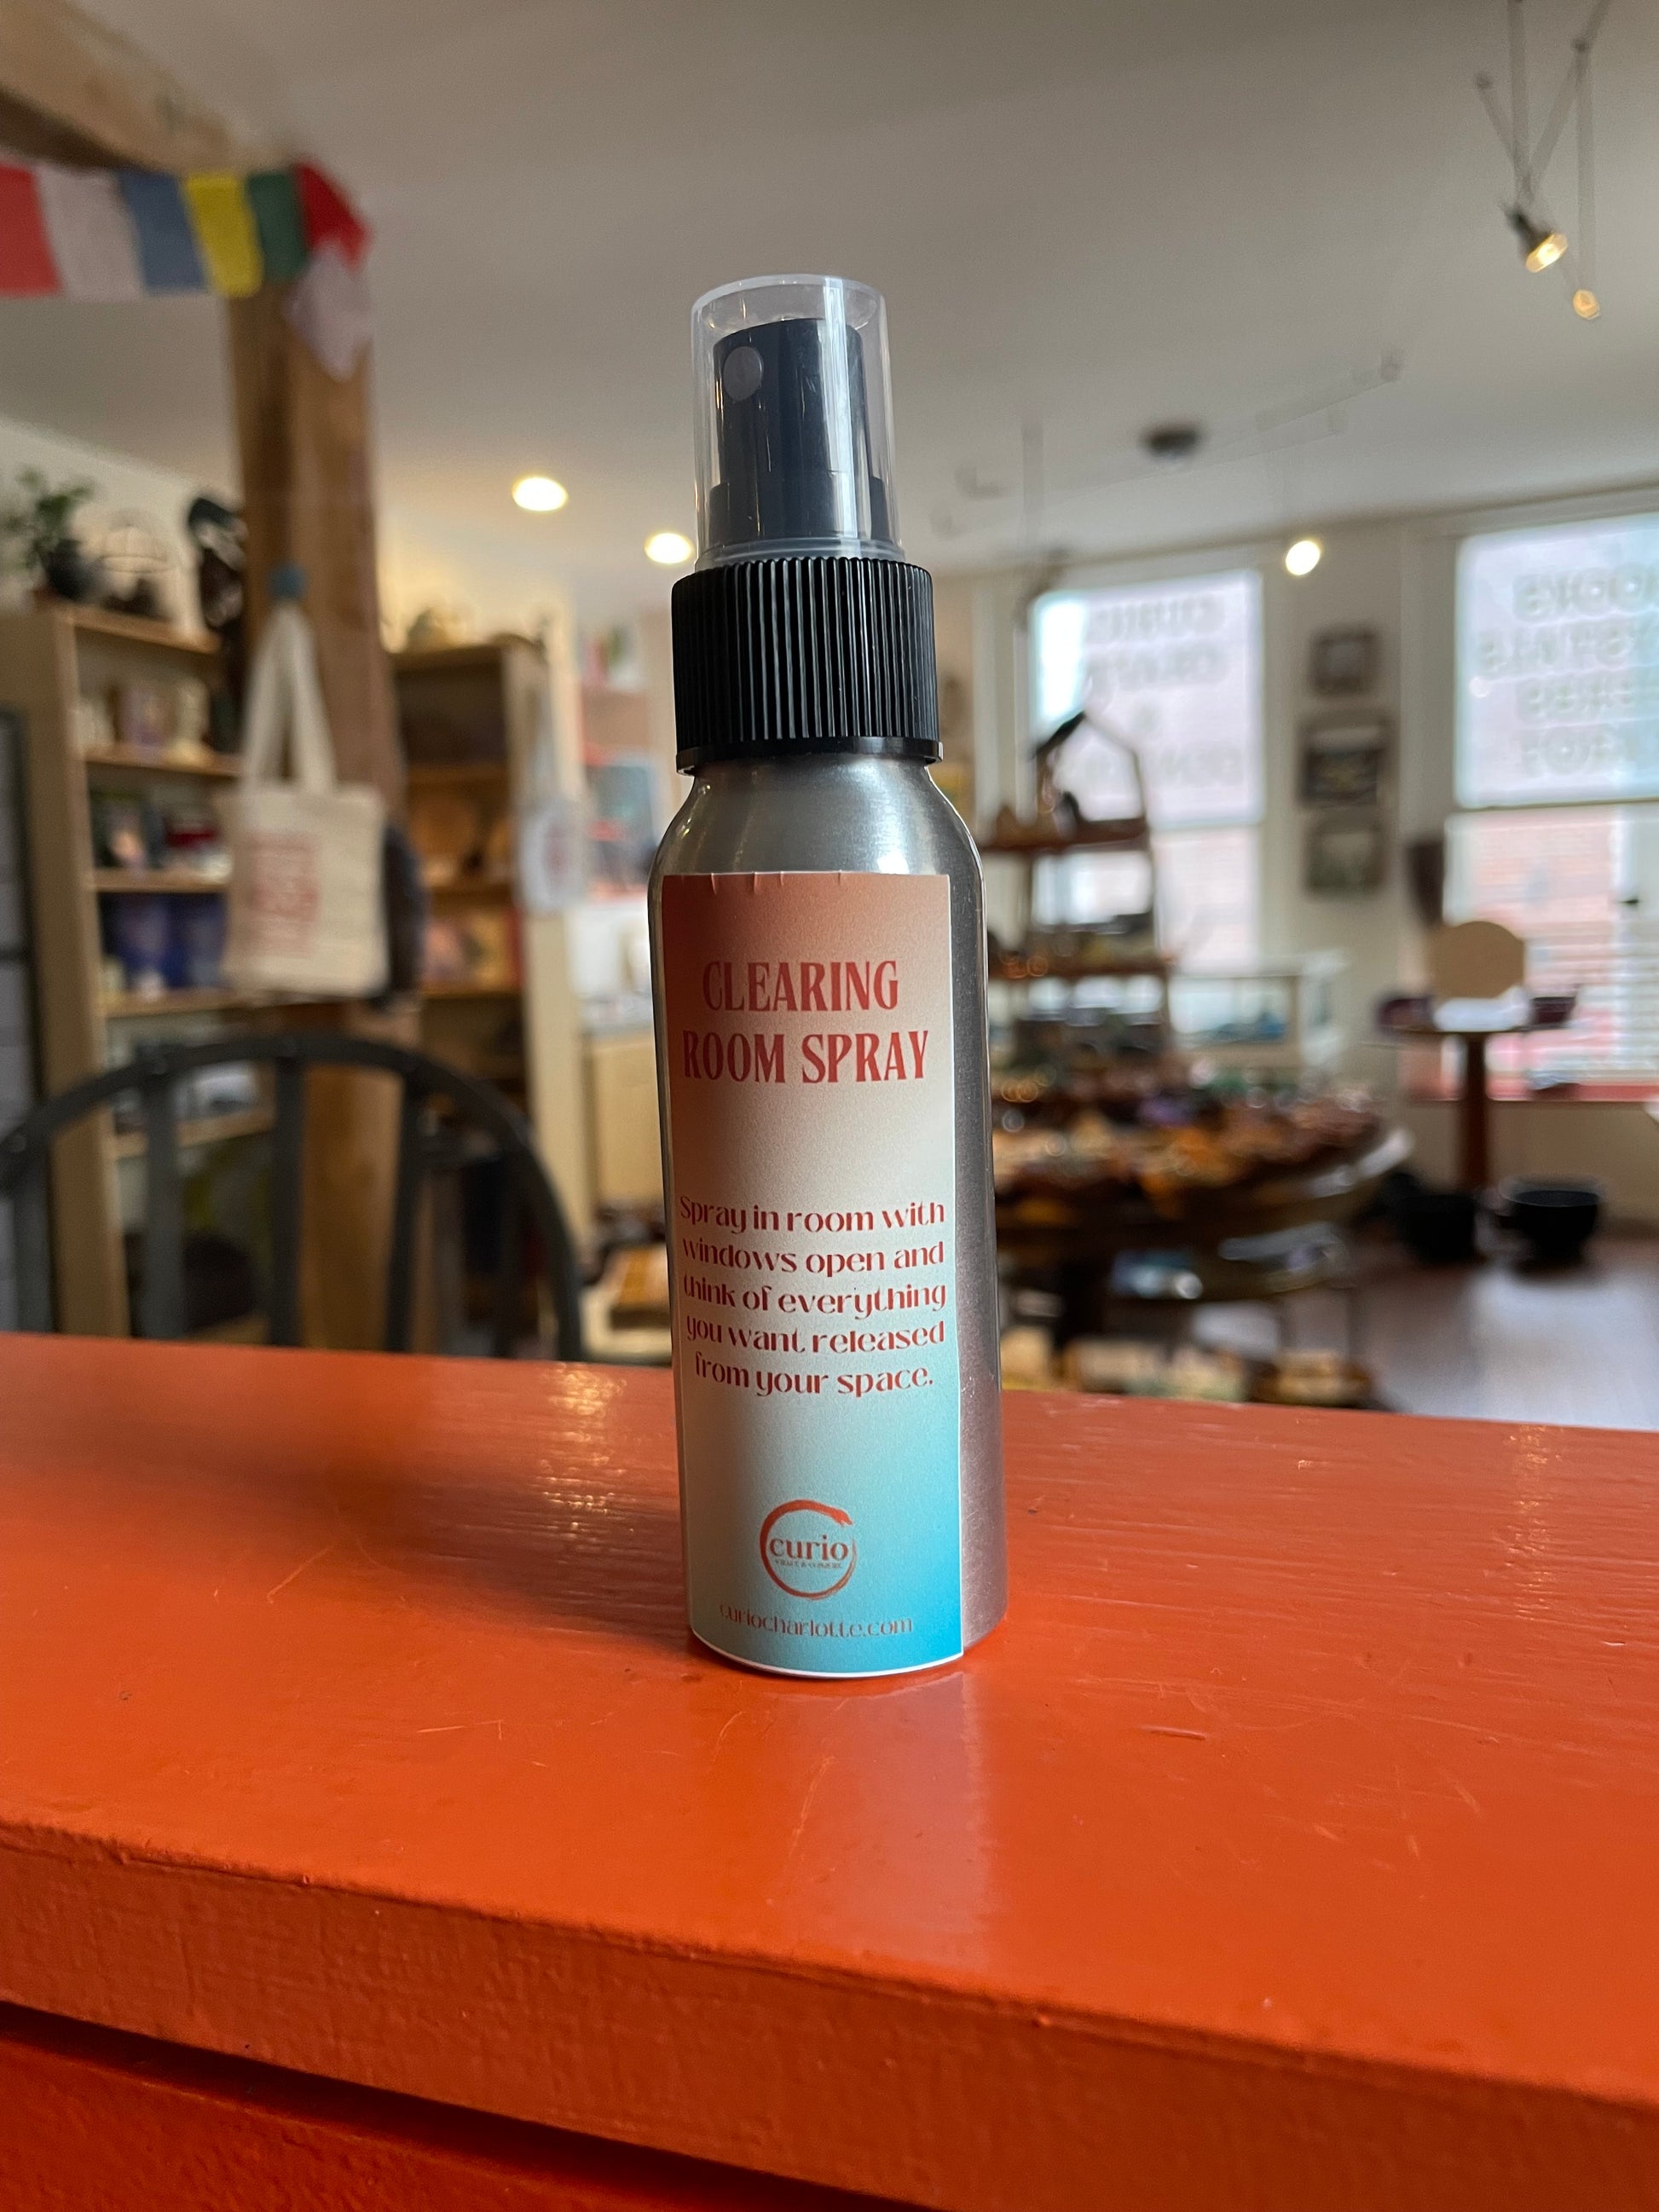 CLEARING
ROOM SPRAY
Spray in room with
windows open and
think of everything
you want released
from your space.
curio
curiocharlotte.com